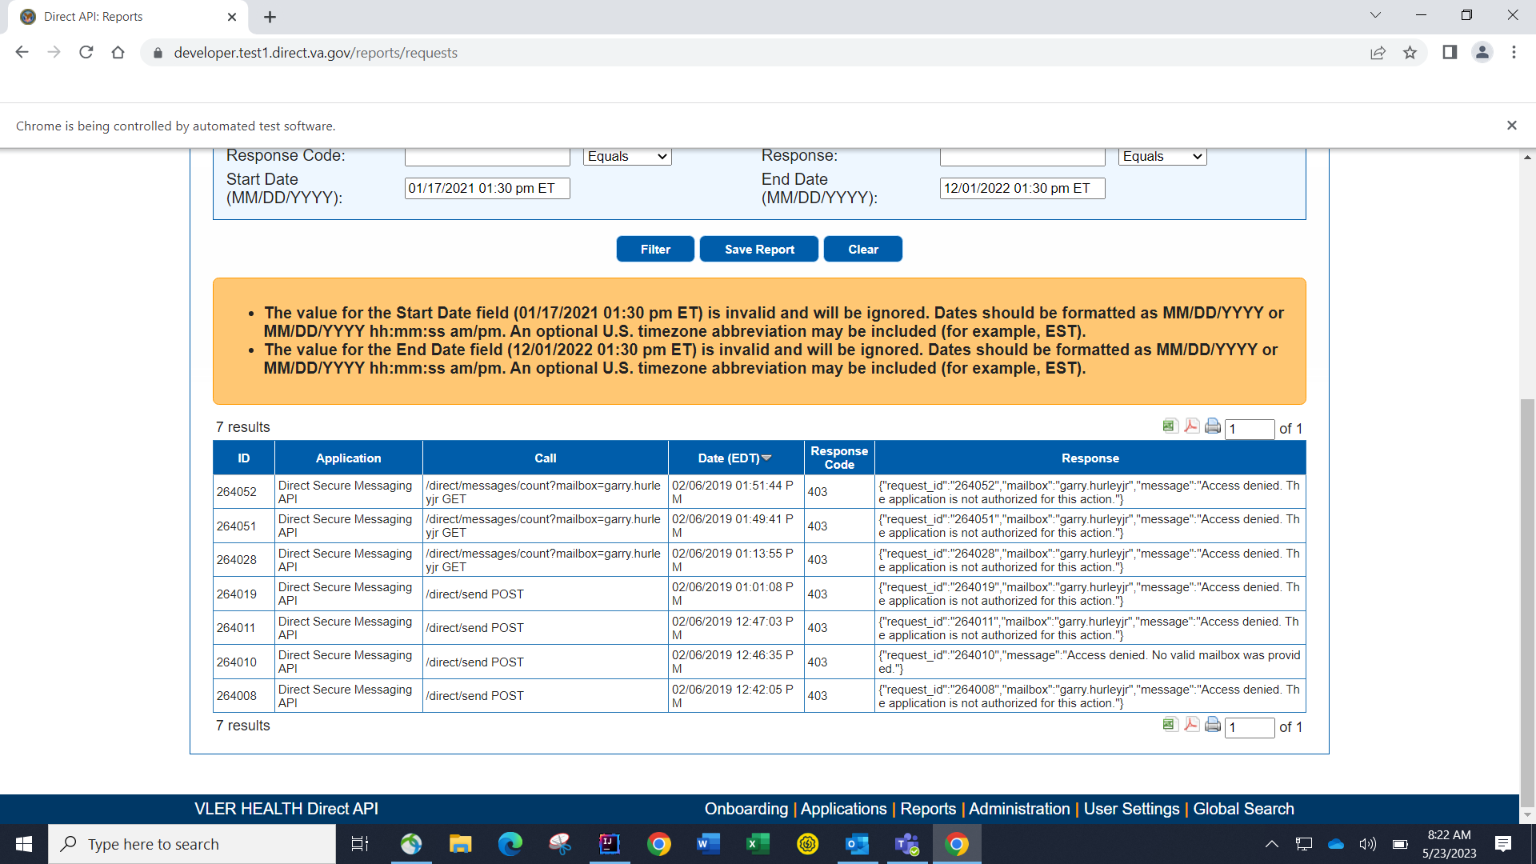 Direct API: Reports
developer.test1.direct.va.gov/reports/requests
Chrome is being controlled by automated test software.
Response Code: Equals Response: Equals
Start Date
(MM/DD/YYYY): 01/17/2021 01:30 pm ET
End Date
(MM/DD/YYYY): 12/01/2022 01:30 pm ET
Filter Save Report Clear
• The value for the Start Date field (01/17/2021 01:30 pm ET) is invalid and will be ignored. Dates should be formatted as MM/DD/YYYY or
MM/DD/YYYY hh:mm:ss am/pm. An optional U.S. timezone abbreviation may be included (for example, EST).
• The value for the End Date field (12/01/2022 01:30 pm ET) is invalid and will be ignored. Dates should be formatted as MM/DD/YYYY or
MM/DD/YYYY hh:mm:ss am/pm. An optional U.S. timezone abbreviation may be included (for example, EST).
7 results 1 of 1
ID Application Call Date (EDT) Response Code Response
264052 Direct Secure Messaging API /direct/messages/count?mailbox=garry.hurleyjr GET 02/06/2019 01:51:44 PM 403 {"request_id":"264052","mailbox":"garry.hurleyjr","message":"Access denied. The application is not authorized for this action."}
264051 Direct Secure Messaging API /direct/messages/count?mailbox=garry.hurleyjr GET 02/06/2019 01:49:41 PM 403 {"request_id":"264051","mailbox":"garry.hurleyjr","message":"Access denied. The application is not authorized for this action."}
264028 Direct Secure Messaging API /direct/messages/count?mailbox=garry.hurleyjr GET 02/06/2019 01:13:55 PM 403 {"request_id":"264028","mailbox":"garry.hurleyjr","message":"Access denied. The application is not authorized for this action."}
264019 Direct Secure Messaging API /direct/send POST 02/06/2019 01:01:08 PM 403 {"request_id":"264019","mailbox":"garry.hurleyjr","message":"Access denied. The application is not authorized for this action."}
264011 Direct Secure Messaging API /direct/send POST 02/06/2019 12:47:03 PM 403 {"request_id":"264011","mailbox":"garry.hurleyjr","message":"Access denied. The application is not authorized for this action."}
264010 Direct Secure Messaging API /direct/send POST 02/06/2019 12:46:35 PM 403 {"request_id":"264010","message":"Access denied. No valid mailbox was provided."}
264008 Direct Secure Messaging API /direct/send POST 02/06/2019 12:42:05 PM 403 {"request_id":"264008","mailbox":"garry.hurleyjr","message":"Access denied. The application is not authorized for this action."}
7 results 1 of 1
VLER HEALTH Direct API Onboarding | Applications | Reports | Administration | User Settings | Global Search
Type here to search
8:22 AM
5/23/2023